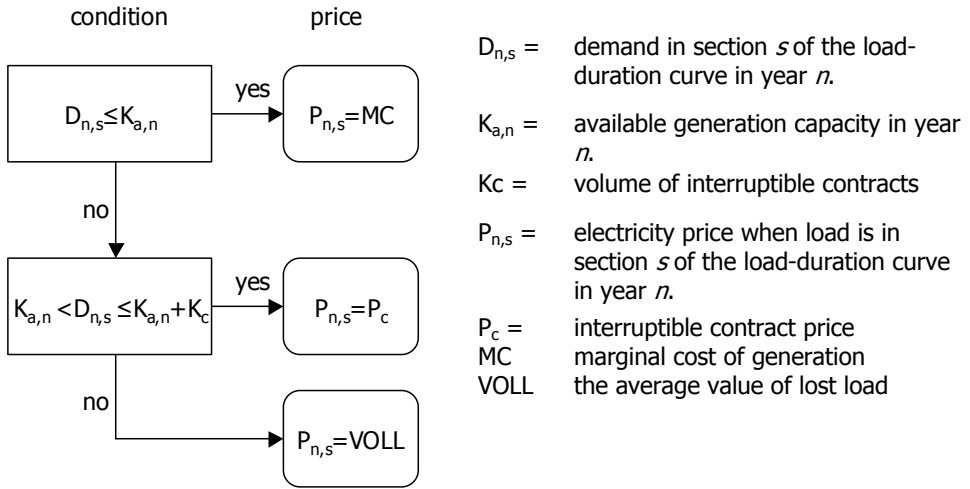 condition price
yes
D_{n,s}≤K_{a,n}
P_{n,s}=MC
no
yes
K_{a,n} <D_{n,s} ≤K_{a,n}+K_c
P_{n,s}=P_c
no
P_{n,s}=VOLL
D_{n,s} = demand in section s of the load-
duration curve in year n.
K_{a,n} = available generation capacity in year
n.
Kc = volume of interruptible contracts
P_{n,s} = electricity price when load is in
section s of the load-duration curve
in year n.
P_c = interruptible contract price
MC marginal cost of generation
VOLL the average value of lost load